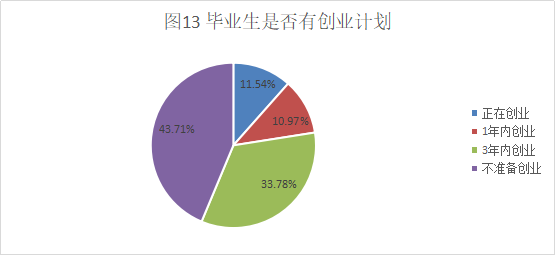 图13 毕业生是否有创业计划
11.54%
10.97%
43.71%
33.78%
正在创业
1年内创业
3年内创业
不准备创业